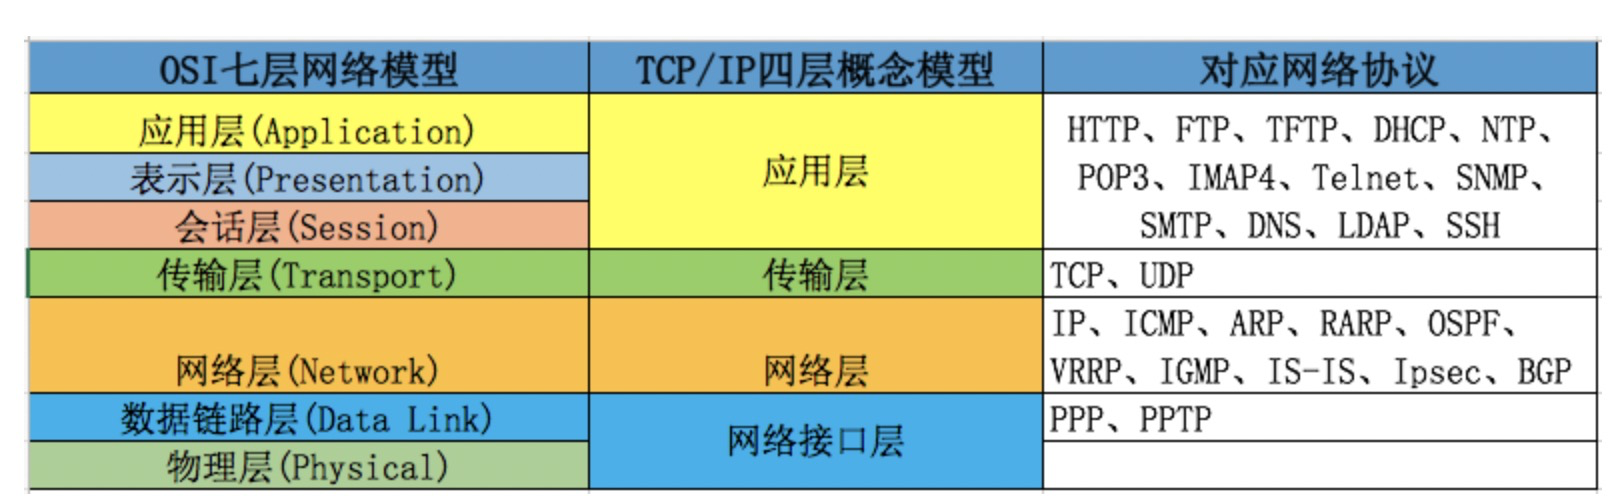 OSI七层网络模型 TCP/IP四层概念模型 对应网络协议
应用层(Application) 应用层 HTTP、FTP、TFTP、DHCP、NTP、
表示层(Presentation) POP3、IMAP4、Telnet、SNMP、
会话层(Session) SMTP、DNS、LDAP、SSH
传输层(Transport) 传输层 TCP、UDP
网络层(Network) 网络层 IP、ICMP、ARP、RARP、OSPF、
VRRP、IGMP、IS-IS、Ipsec、BGP
数据链路层(Data Link) 网络接口层 PPP、PPTP
物理层(Physical)